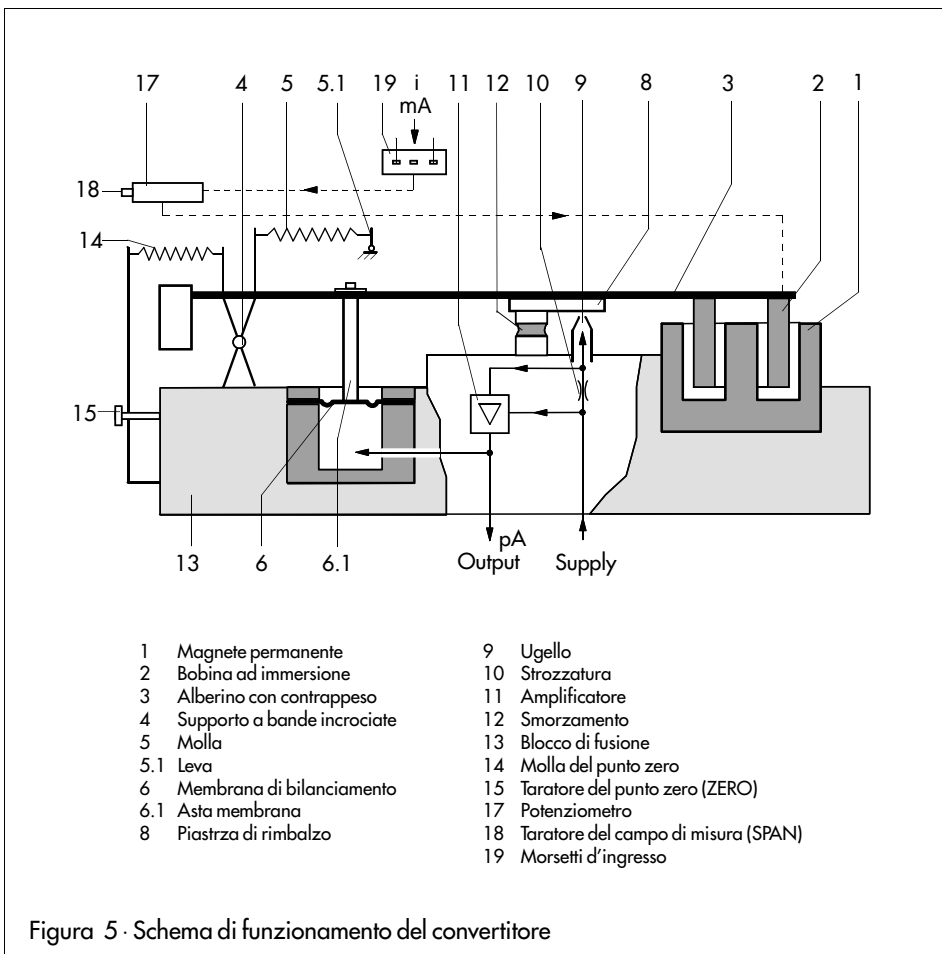 17 4 5 5.1 19 i 11 12 10 9 8 3 2 1
mA
18
14
15
13 6 6.1
pA
Output Supply
1 Magnete permanente
2 Bobina ad immersione
3 Alberino con contrappeso
4 Supporto a bande incrociate
5 Molla
5.1 Leva
6 Membrana di bilanciamento
6.1 Asta membrana
8 Piastrza di rimbalzo
9 Ugello
10 Strozzatura
11 Amplificatore
12 Smorzamento
13 Blocco di fusione
14 Molla del punto zero
15 Taratore del punto zero (ZERO)
17 Potenziometro
18 Taratore del campo di misura (SPAN)
19 Morsetti d'ingresso
Figura 5 · Schema di funzionamento del convertitore